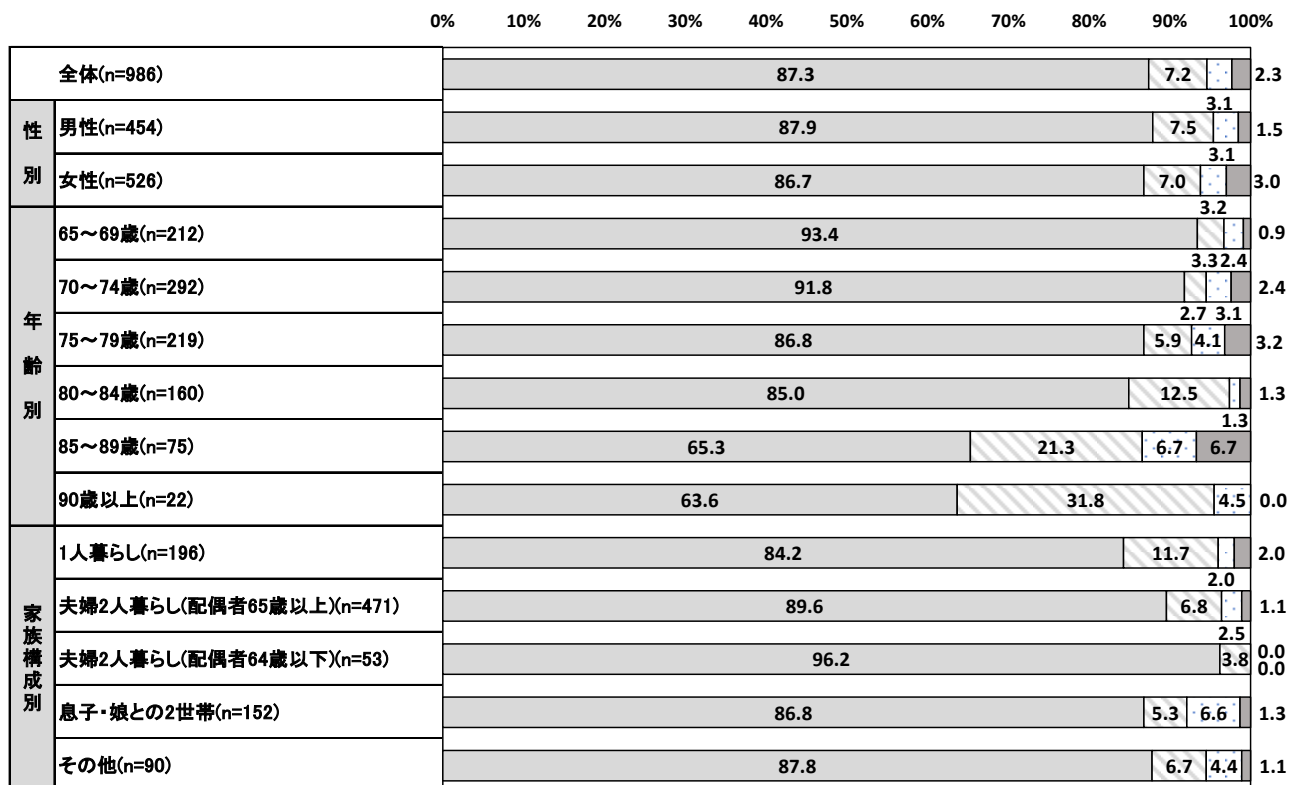 0% 10% 20% 30% 40% 50% 60% 70% 80% 90% 100%
全体(n=986) 87.3 7.2 2.3
3.1
性別
男性(n=454) 87.9 7.5 1.5
3.1
女性(n=526) 86.7 7.0 3.0
3.2
年齢別
65～69歳(n=212) 93.4 0.9
3.3 2.4
70～74歳(n=292) 91.8 2.4
2.7 3.1
75～79歳(n=219) 86.8 5.9 4.1 3.2
80～84歳(n=160) 85.0 12.5 1.3
1.3
85～89歳(n=75) 65.3 21.3 6.7 6.7
90歳以上(n=22) 63.6 31.8 4.5 0.0
家族構成別
1人暮らし(n=196) 84.2 11.7 2.0
2.0
夫婦2人暮らし(配偶者65歳以上)(n=471) 89.6 6.8 1.1
2.5
夫婦2人暮らし(配偶者64歳以下)(n=53) 96.2 3.8 0.0
0.0
息子・娘との2世帯(n=152) 86.8 5.3 6.6 1.3
その他(n=90) 87.8 6.7 4.4 1.1